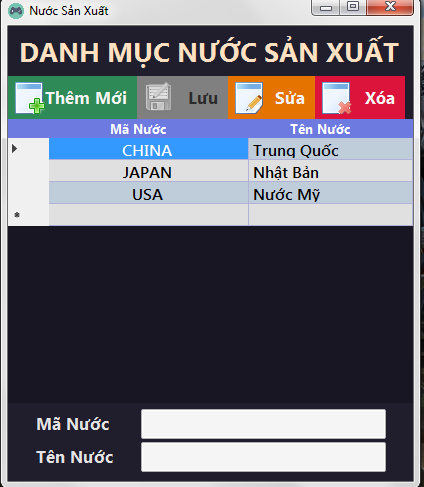 Nước Sản Xuất
DANH MỤC NƯỚC SẢN XUẤT
Thêm Mới Lưu Sửa Xóa
Mã Nước Tên Nước
CHINA Trung Quốc
JAPAN Nhật Bản
USA Nước Mỹ
*
Mã Nước
Tên Nước